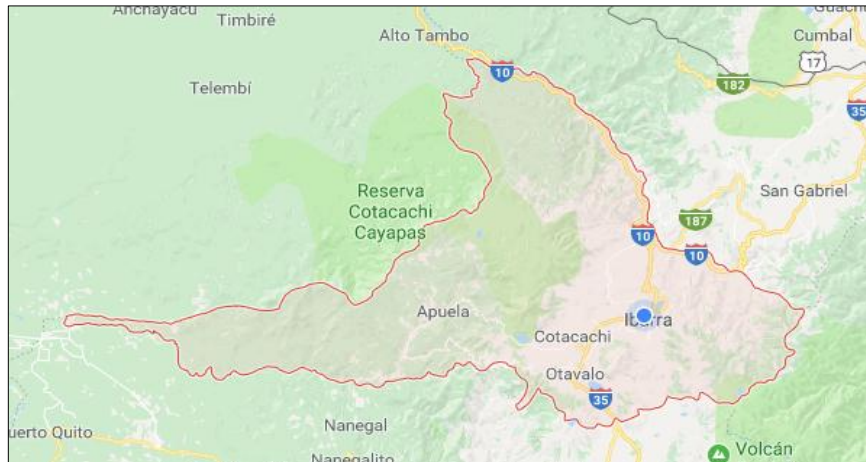 Anchayacu
Timbiré
Guach
Alto Tambo
Cumbal
10
17
Telembí
182
35
Reserva
Cotacachi
Cayapas
San Gabriel
187
10
10
Apuela
Ibarra
Cotacachi
Otavalo
35
Nanegal
uerto Quito
Volcán
Nanegalito